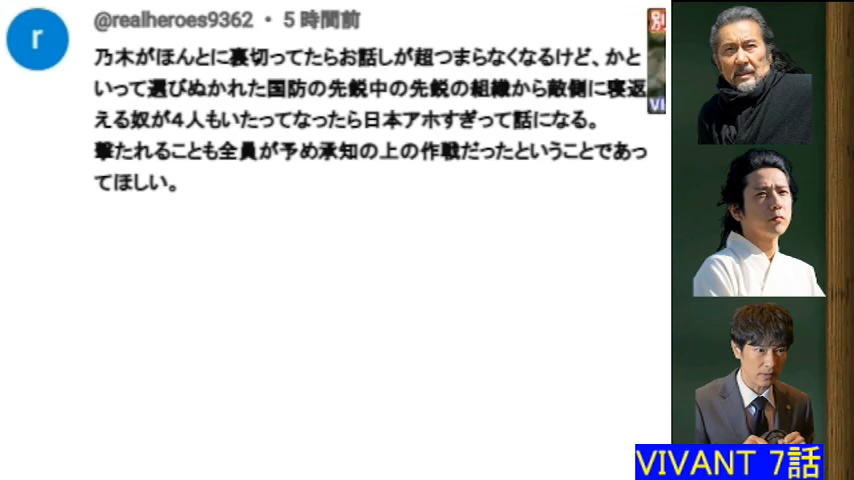 r
@realheroes9362 • 5 時間前
乃木がほんとに裏切ってたらお話しが超つまらなくなるけど、かと
いって選びぬかれた国防の先鋭中の先鋭の組織から敵側に寝返
える奴が4人もいたってなったら日本アホすぎって話になる。
撃たれることも全員が予め承知の上の作戦だったということであっ
てほしい。
VIVANT 7話